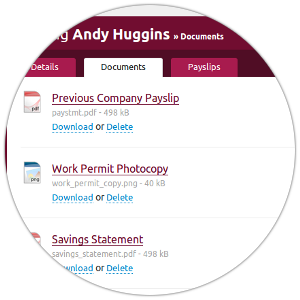 Andy Huggins » Documents
Details Documents Payslips
Previous Company Payslip
pdf
paystmt.pdf - 498 kB
Download or Delete
Work Permit Photocopy
png
work_permit_copy.png - 40 kB
Download or Delete
Savings Statement
savings_statement.pdf - 498 kB
Download or Delete